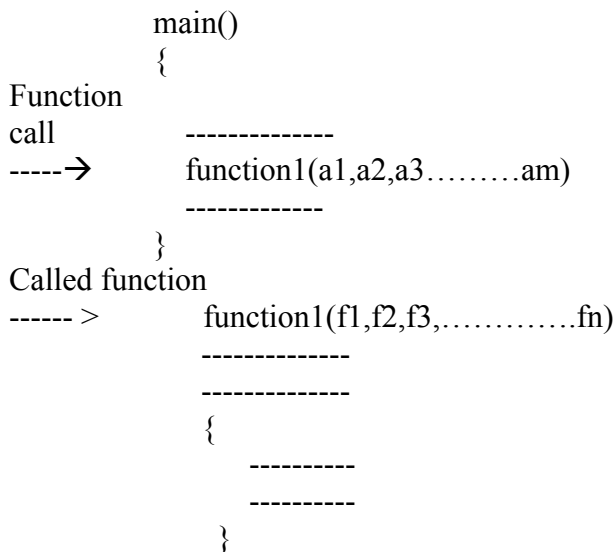 main()
{
Function
call --------------
-----→ function1(a1,a2,a3………am)
-------------
}
Called function
------ > function1(f1,f2,f3,………….fn)
--------------
--------------
{
----------
----------
}